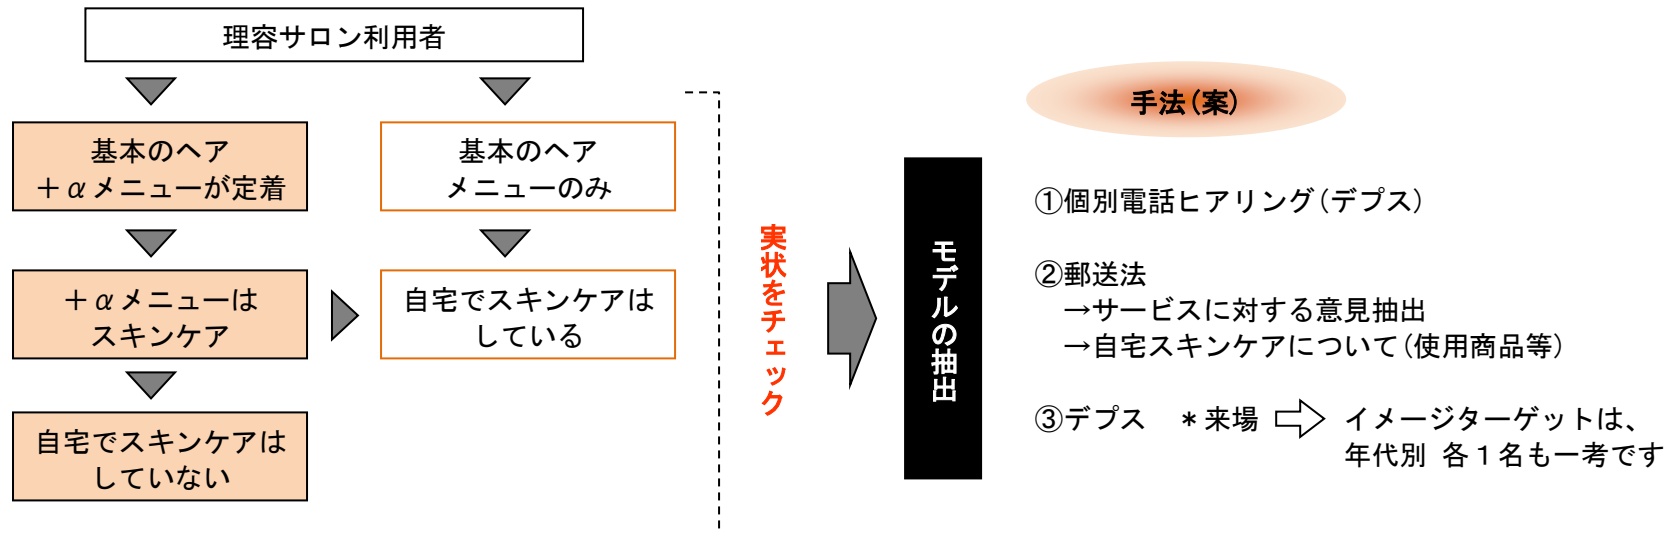 理容サロン利用者
基本のヘア
＋αメニューが定着
基本のヘア
メニューのみ
＋αメニューは
スキンケア
自宅でスキンケアは
している
自宅でスキンケアは
していない
実状をチェック
モデルの抽出
手法(案)
①個別電話ヒアリング(デプス)
②郵送法
→サービスに対する意見抽出
→自宅スキンケアについて(使用商品等)
③デプス　＊来場　イメージターゲットは、
年代別 各１名も一考です